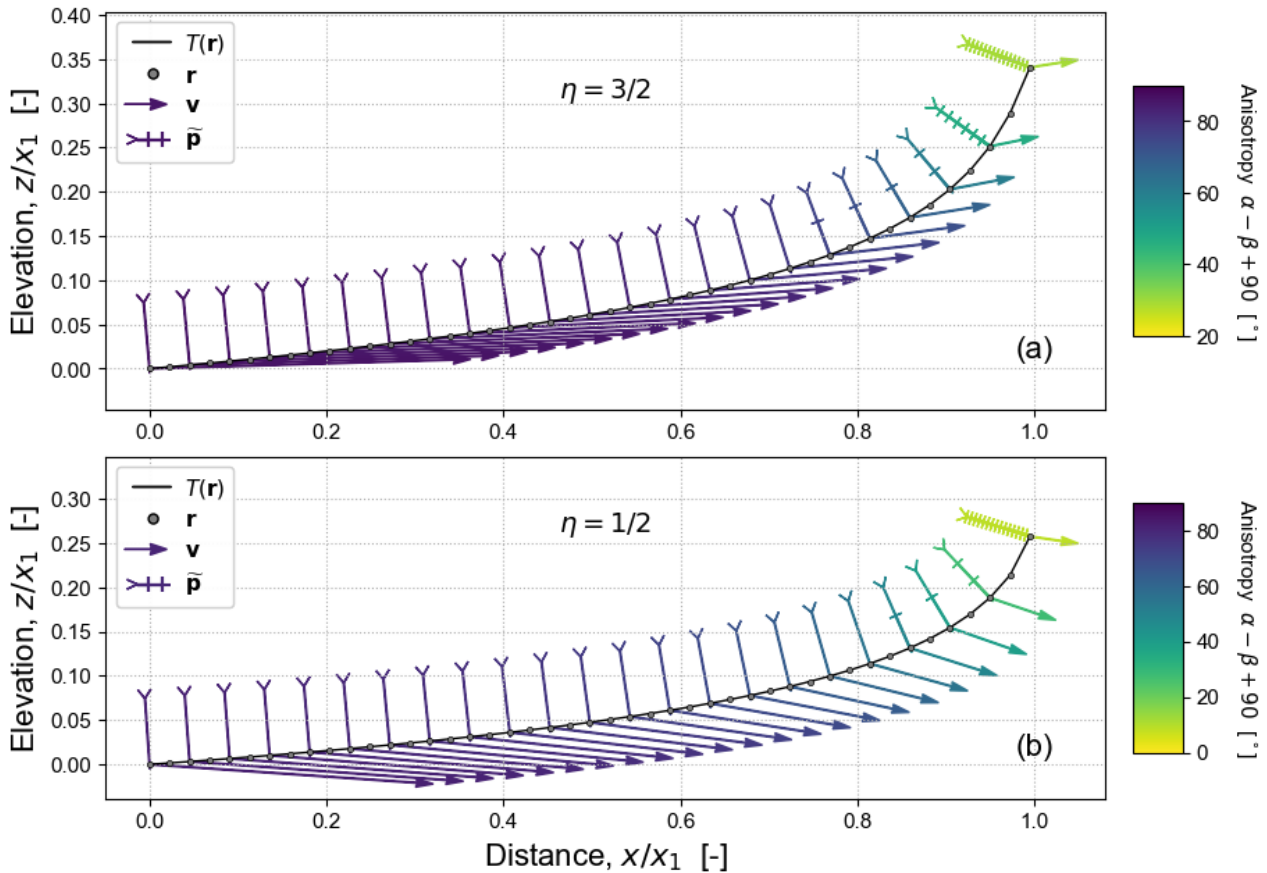 0.40
0.35
0.30
0.25
0.20
0.15
0.10
0.05
0.00
Elevation, z/x₁ [-]
T(r)
r
v
p̃
η = 3/2
(a)
0.0 0.2 0.4 0.6 0.8 1.0
80
60
40
20
Anisotropy α − β + 90 [°]
0.30
0.25
0.20
0.15
0.10
0.05
0.00
Elevation, z/x₁ [-]
T(r)
r
v
p̃
η = 1/2
(b)
0.0 0.2 0.4 0.6 0.8 1.0
Distance, x/x₁ [-]
80
60
40
20
0
Anisotropy α − β + 90 [°]